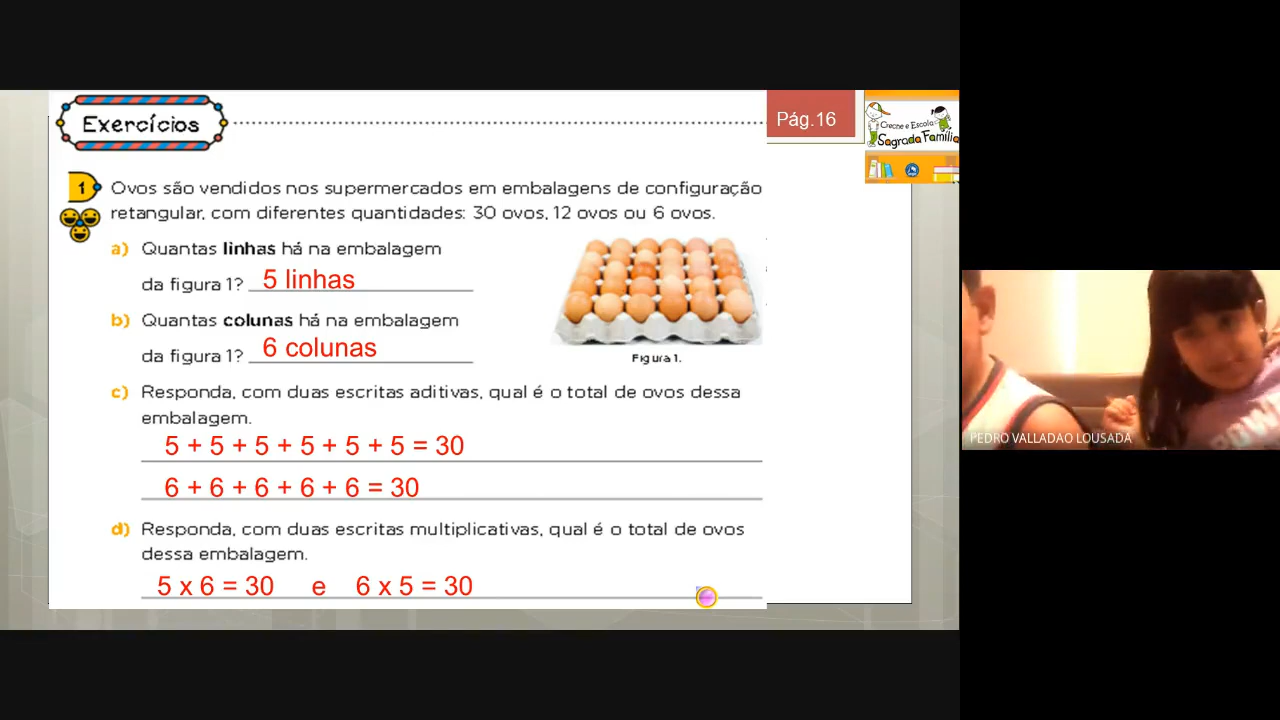 Exercícios
Pág.16
Creche e Escola
Sagrada Família
1
Ovos são vendidos nos supermercados em embalagens de configuração
retangular, com diferentes quantidades: 30 ovos, 12 ovos ou 6 ovos.
a) Quantas linhas há na embalagem
da figura 1? 5 linhas
b) Quantas colunas há na embalagem
da figura 1? 6 colunas
Figura 1.
c) Responda, com duas escritas aditivas, qual é o total de ovos dessa
embalagem.
5 + 5 + 5 + 5 + 5 + 5 = 30
6 + 6 + 6 + 6 + 6 = 30
d) Responda, com duas escritas multiplicativas, qual é o total de ovos
dessa embalagem.
5 x 6 = 30 e 6 x 5 = 30
PEDRO VALLADAO LOUSADA